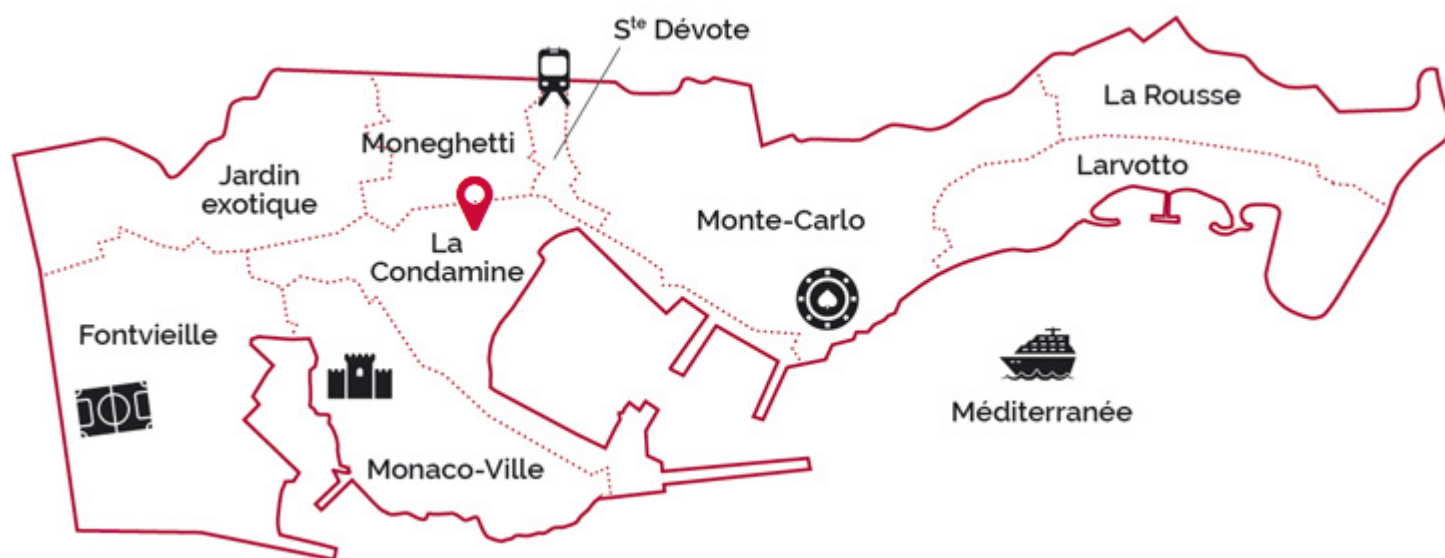 Sᵗᵉ Dévote
La Rousse
Moneghetti
Larvotto
Jardin
exotique
Monte-Carlo
La
Condamine
Fontvieille
Méditerranée
Monaco-Ville